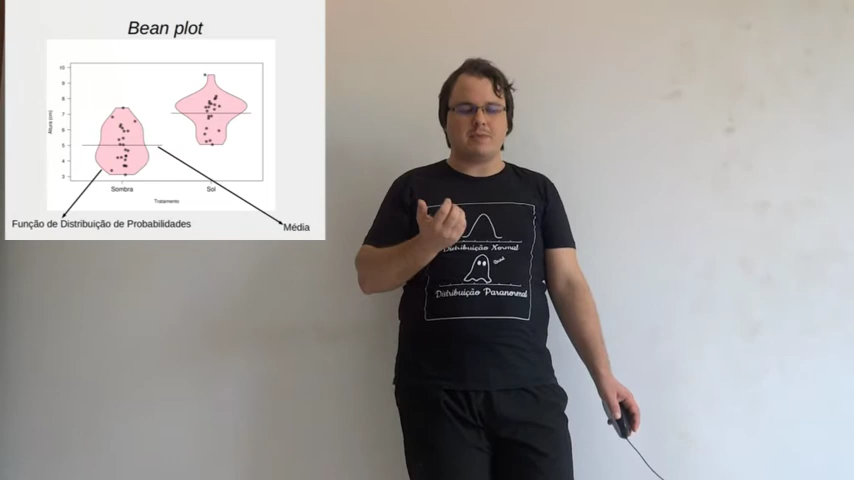 Bean plot
10
9
8
7
6
5
4
3
Altura (cm)
Sombra
Sol
Tratamento
Função de Distribuição de Probabilidades
Média
Distribuição Normal
Distribuição Paranormal